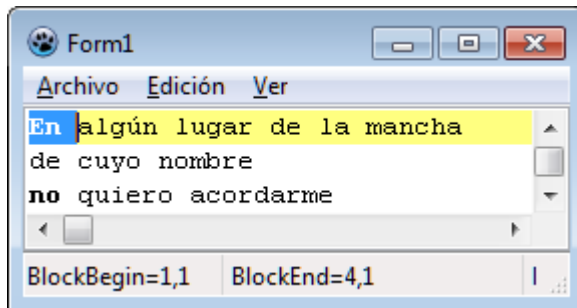 Form1
Archivo Edición Ver
En algún lugar de la mancha
de cuyo nombre
no quiero acordarme
BlockBegin=1,1 BlockEnd=4,1